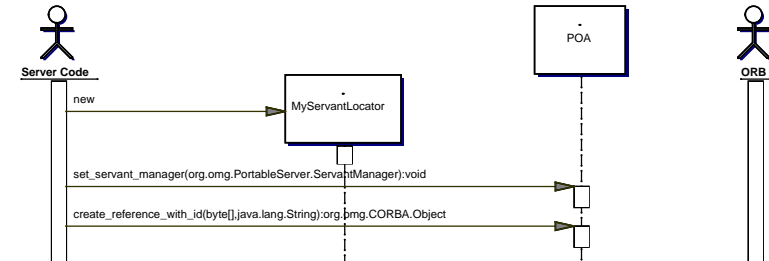 POA
Server Code
ORB
new
MyServantLocator
set_servant_manager(org.omg.PortableServer.ServantManager):void
create_reference_with_id(byte[],java.lang.String):org.omg.CORBA.Object